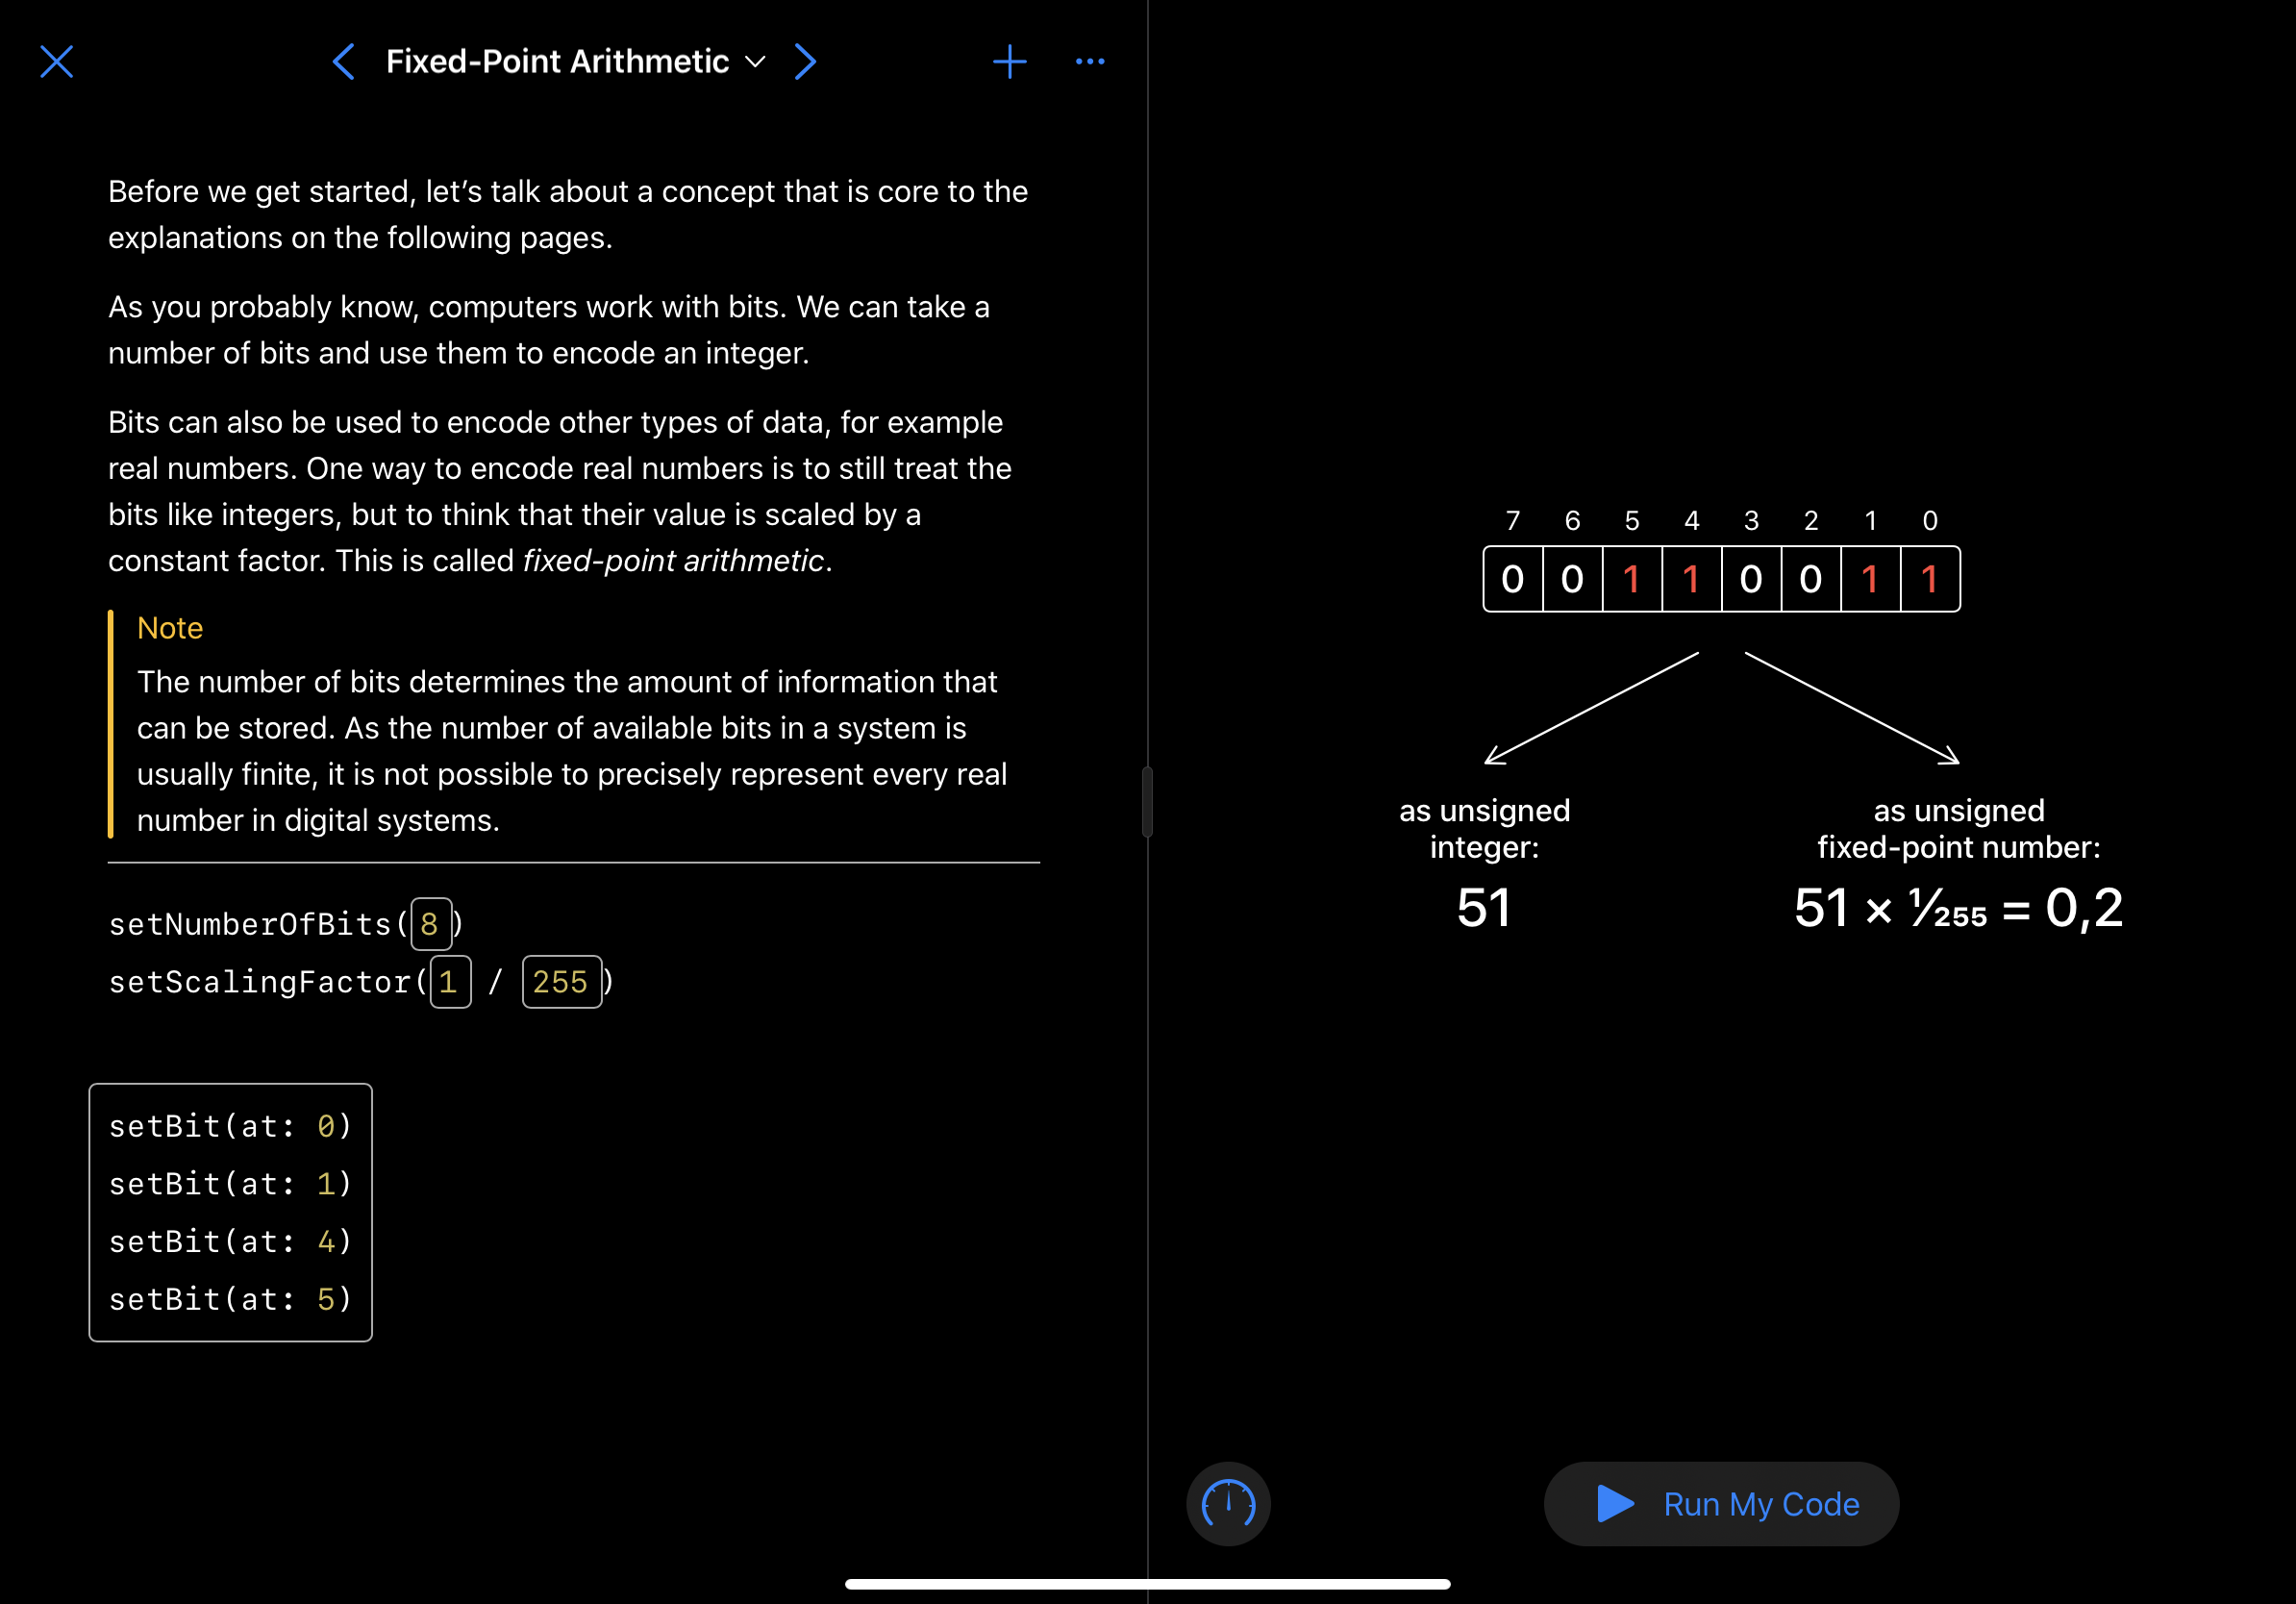 Fixed-Point Arithmetic
Before we get started, let’s talk about a concept that is core to the
explanations on the following pages.
As you probably know, computers work with bits. We can take a
number of bits and use them to encode an integer.
Bits can also be used to encode other types of data, for example
real numbers. One way to encode real numbers is to still treat the
bits like integers, but to think that their value is scaled by a
constant factor. This is called fixed-point arithmetic.
Note
The number of bits determines the amount of information that
can be stored. As the number of available bits in a system is
usually finite, it is not possible to precisely represent every real
number in digital systems.
setNumberOfBits(8)
setScalingFactor(1 / 255)
setBit(at: 0)
setBit(at: 1)
setBit(at: 4)
setBit(at: 5)
7 6 5 4 3 2 1 0
0 0 1 1 0 0 1 1
as unsigned
integer:
51
as unsigned
fixed-point number:
51 × ¹⁄₂₅₅ = 0,2
Run My Code